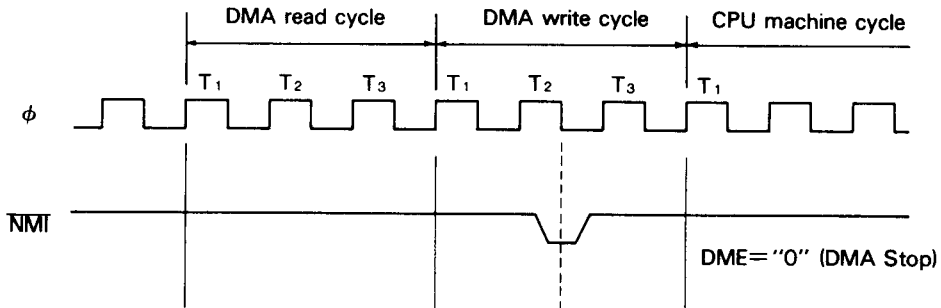 DMA read cycle DMA write cycle CPU machine cycle
T₁ T₂ T₃ T₁ T₂ T₃ T₁
ϕ
N̅M̅I̅
DME="0" (DMA Stop)